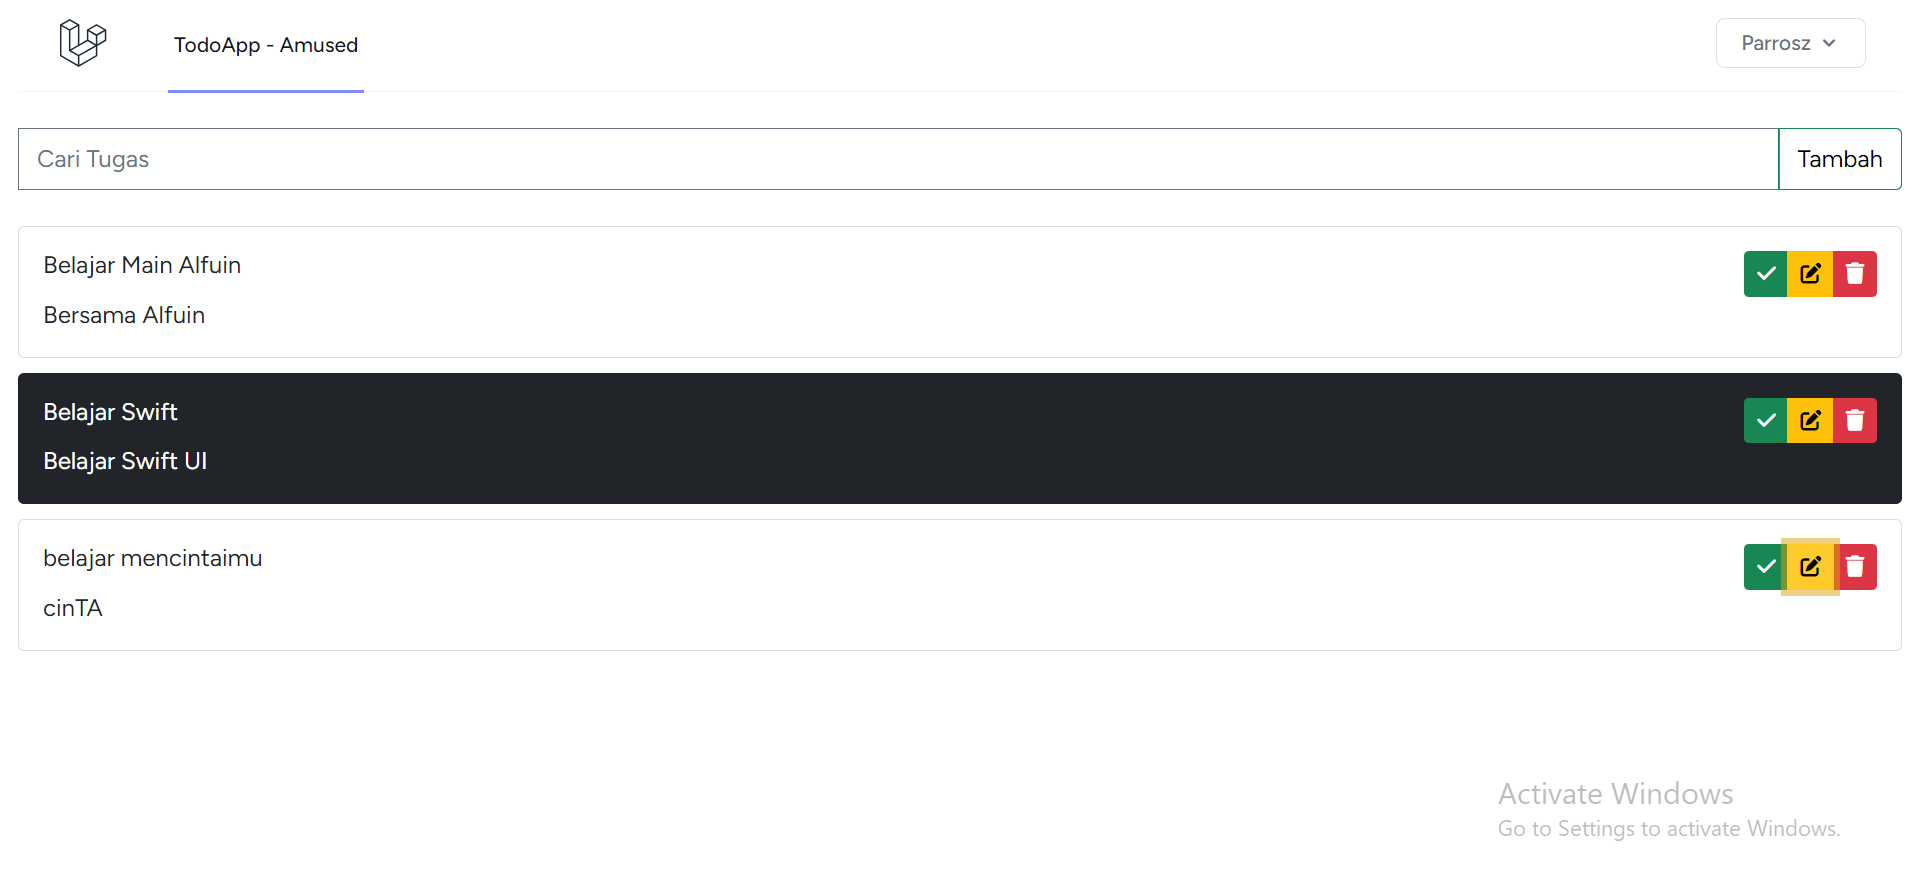 TodoApp - Amused
Parrosz
Cari Tugas
Tambah
Belajar Main Alfuin
Bersama Alfuin
Belajar Swift
Belajar Swift UI
belajar mencintaimu
cinTA
Activate Windows
Go to Settings to activate Windows.